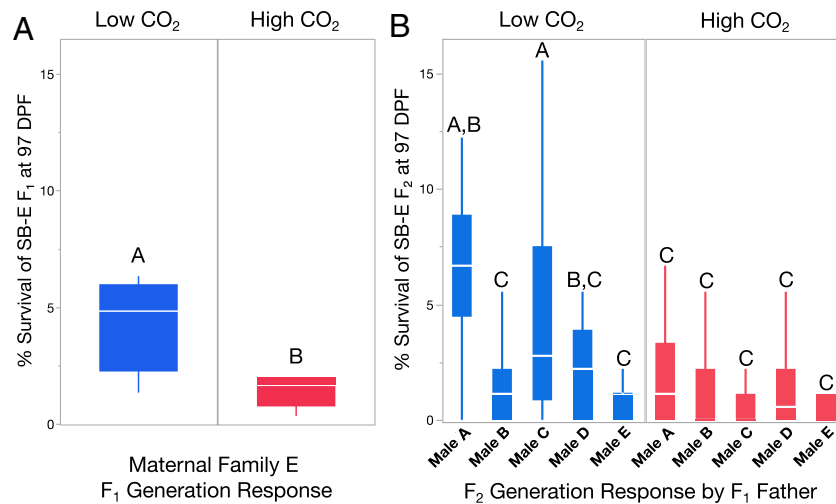 A
Low CO₂
High CO₂
% Survival of SB-E F₁ at 97 DPF
15
10
5
0
A
B
Maternal Family E
F₁ Generation Response
B
Low CO₂
High CO₂
% Survival of SB-E F₂ at 97 DPF
15
10
5
0
A,B
C
A
B,C
C
C
C
C
C
C
Male A
Male B
Male C
Male D
Male E
Male A
Male B
Male C
Male D
Male E
F₂ Generation Response by F₁ Father